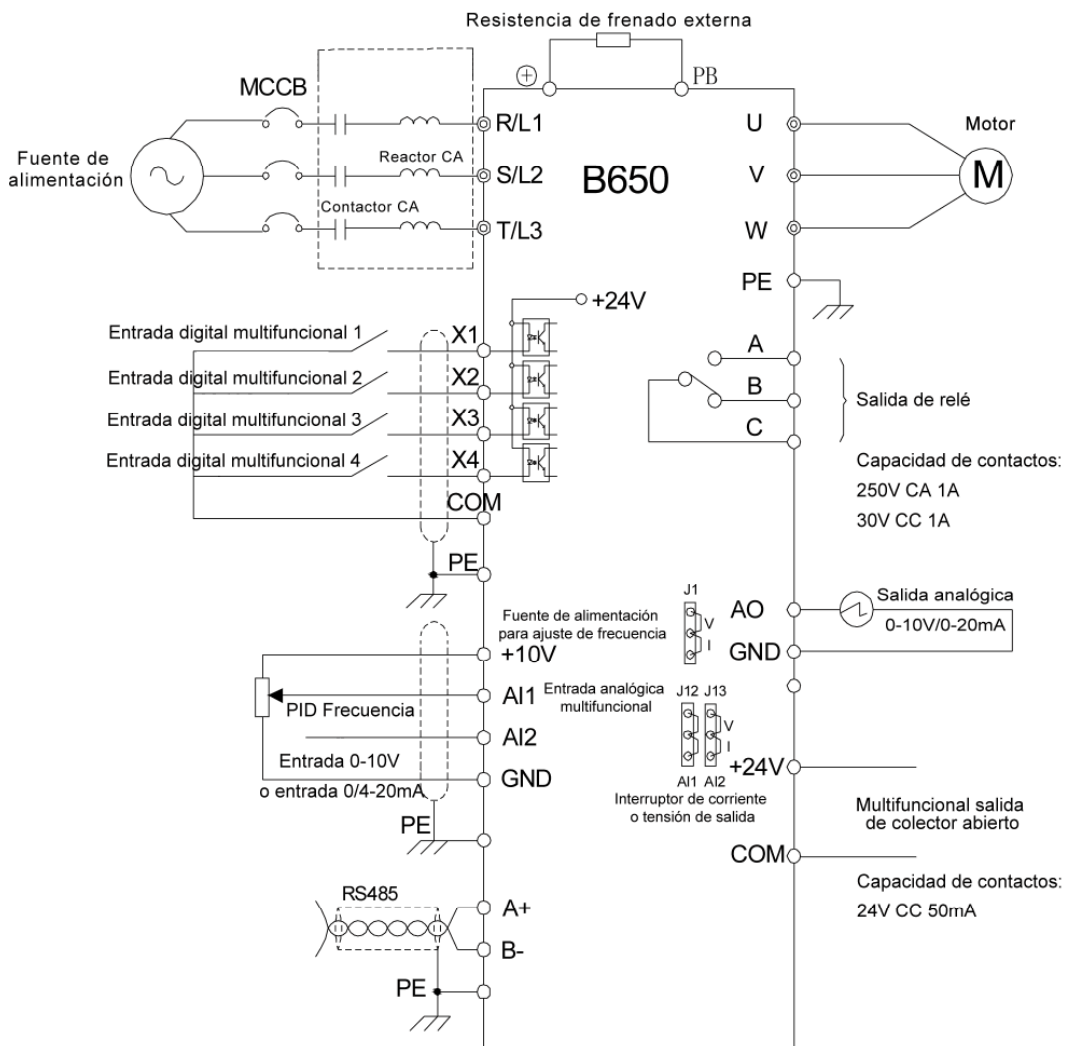 Resistencia de frenado externa
+
PB
MCCB
Fuente de
alimentación
Reactor CA
Contactor CA
R/L1
S/L2
T/L3
B650
U
V
W
Motor
M
PE
+24V
Entrada digital multifuncional 1
X1
Entrada digital multifuncional 2
X2
Entrada digital multifuncional 3
X3
Entrada digital multifuncional 4
X4
COM
PE
A
B
C
Salida de relé
Capacidad de contactos:
250V CA 1A
30V CC 1A
Fuente de alimentación
para ajuste de frecuencia
+10V
AI1
PID Frecuencia
AI2
Entrada 0-10V
o entrada 0/4-20mA
GND
PE
Entrada analógica
multifuncional
J1
V
I
AO
GND
Salida analógica
0-10V/0-20mA
J12 J13
V
I
AI1 AI2
Interruptor de corriente
o tensión de salida
+24V
Multifuncional salida
de colector abierto
COM
Capacidad de contactos:
24V CC 50mA
RS485
A+
B-
PE